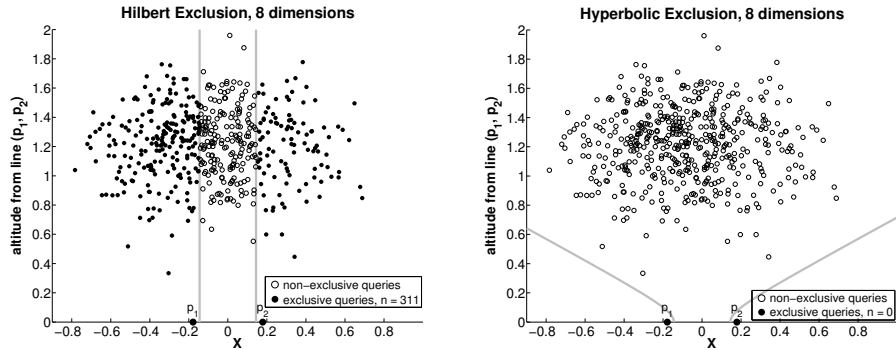 Hilbert Exclusion, 8 dimensions
altitude from line (p1, p2)
2
1.8
1.6
1.4
1.2
1
0.8
0.6
0.4
0.2
0
p1
p2
non-exclusive queries
exclusive queries, n = 311
−0.8 −0.6 −0.4 −0.2 0 0.2 0.4 0.6 0.8
X
Hyperbolic Exclusion, 8 dimensions
altitude from line (p1, p2)
2
1.8
1.6
1.4
1.2
1
0.8
0.6
0.4
0.2
0
p1
p2
non-exclusive queries
exclusive queries, n = 0
−0.8 −0.6 −0.4 −0.2 0 0.2 0.4 0.6 0.8
X